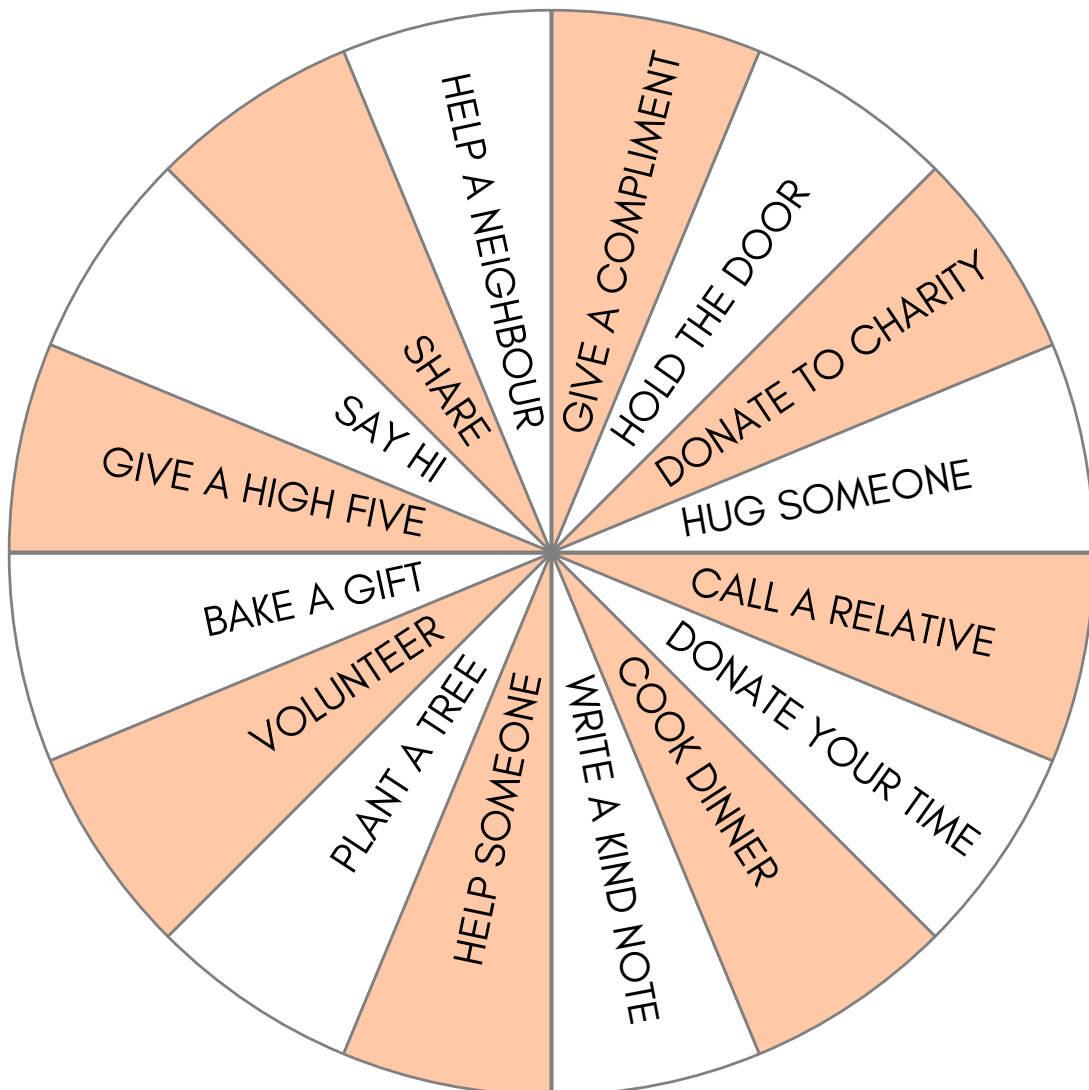 GIVE A COMPLIMENT
HOLD THE DOOR
DONATE TO CHARITY
HUG SOMEONE
CALL A RELATIVE
DONATE YOUR TIME
COOK DINNER
WRITE A KIND NOTE
HELP SOMEONE
PLANT A TREE
VOLUNTEER
BAKE A GIFT
GIVE A HIGH FIVE
SAY HI
SHARE
HELP A NEIGHBOUR